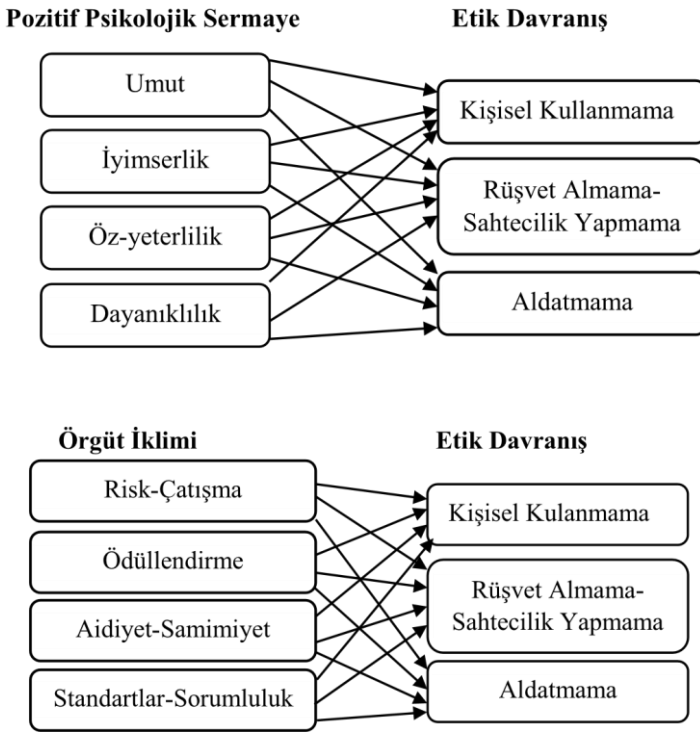 Pozitif Psikolojik Sermaye
Etik Davranış
Umut
İyimserlik
Öz-yeterlilik
Dayanıklılık
Kişisel Kullanmama
Rüşvet Almama-
Sahtecilik Yapmama
Aldatmama
Örgüt İklimi
Etik Davranış
Risk-Çatışma
Ödüllendirme
Aidiyet-Samimiyet
Standartlar-Sorumluluk
Kişisel Kulanmama
Rüşvet Almama-
Sahtecilik Yapmama
Aldatmama